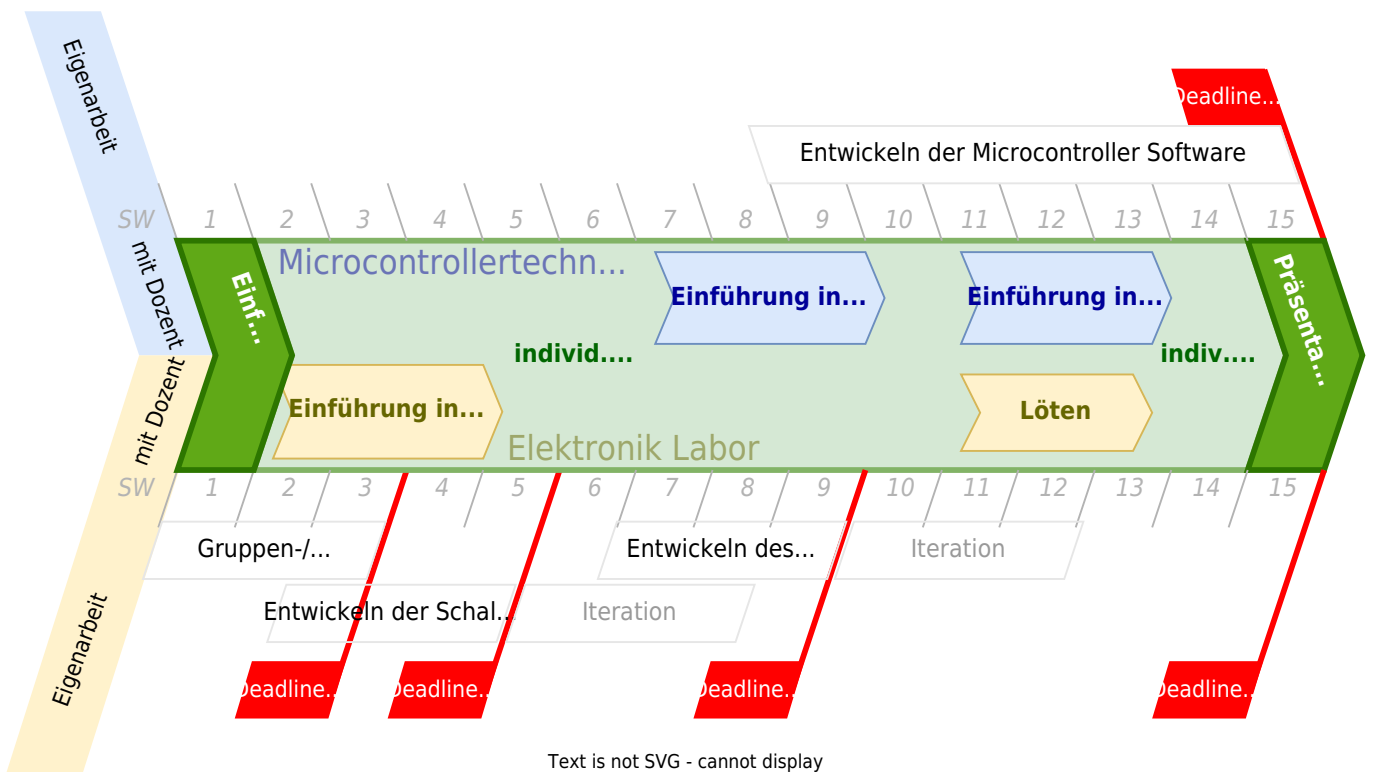 Eigenarbeit
Deadline...
Entwickeln der Microcontroller Software
SW 1 2 3 4 5 6 7 8 9 10 11 12 13 14 15
mit Dozent
Microcontrollertechn...
Einf...
Einführung in...
Einführung in...
Präsenta...
individ....
indiv....
mit Dozent
Einführung in...
Löten
Elektronik Labor
SW 1 2 3 4 5 6 7 8 9 10 11 12 13 14 15
Gruppen-/...
Entwickeln des...
Iteration
Eigenarbeit
Entwickeln der Schal...
Iteration
Deadline...
Deadline...
Deadline...
Deadline...
Text is not SVG - cannot display